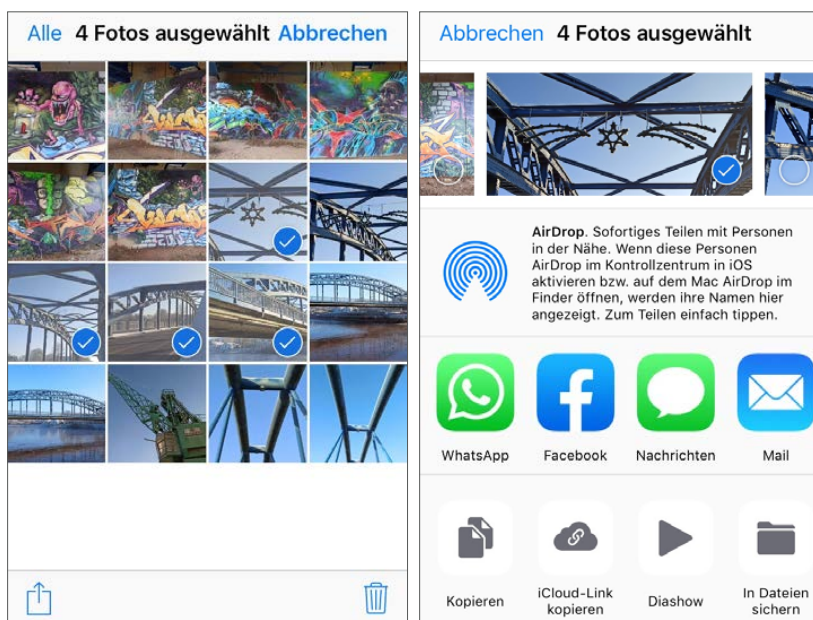 Alle 4 Fotos ausgewählt Abbrechen
Abbrechen 4 Fotos ausgewählt
AirDrop. Sofortiges Teilen mit Personen
in der Nähe. Wenn diese Personen
AirDrop im Kontrollzentrum in iOS
aktivieren bzw. auf dem Mac AirDrop im
Finder öffnen, werden ihre Namen hier
angezeigt. Zum Teilen einfach tippen.
WhatsApp Facebook Nachrichten Mail
Kopieren iCloud-Link kopieren Diashow In Dateien sichern